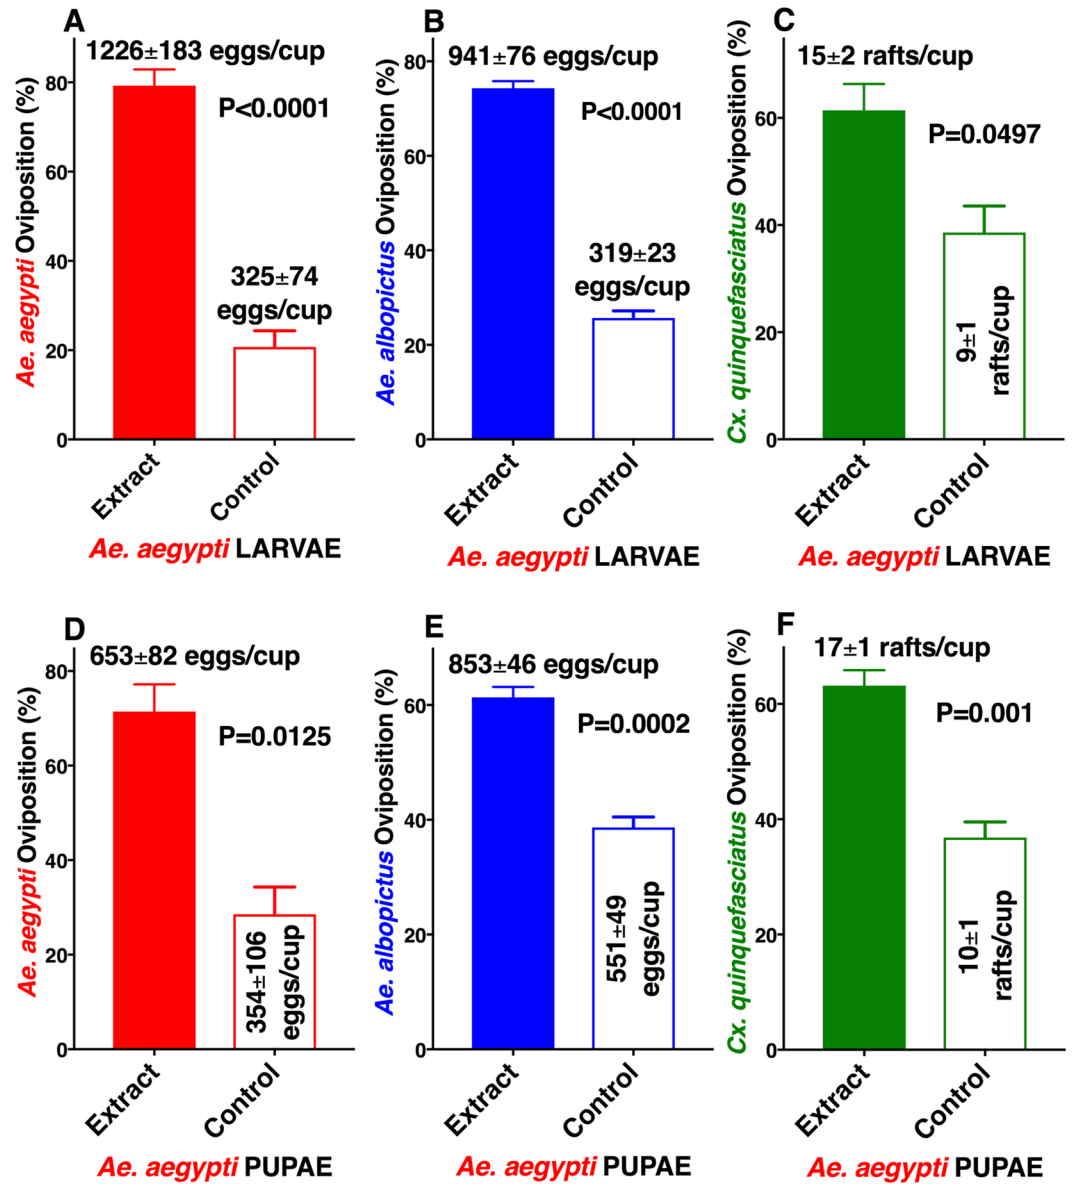 A
1226±183 eggs/cup
P<0.0001
325±74
eggs/cup
Ae. aegypti Oviposition (%)
80
60
40
20
0
Extract
Control
Ae. aegypti LARVAE
B
941±76 eggs/cup
P<0.0001
319±23
eggs/cup
Ae. albopictus Oviposition (%)
80
60
40
20
0
Extract
Control
Ae. aegypti LARVAE
C
15±2 rafts/cup
P=0.0497
9±1
rafts/cup
Cx. quinquefasciatus Oviposition (%)
60
40
20
0
Extract
Control
Ae. aegypti LARVAE
D
653±82 eggs/cup
P=0.0125
354±106
eggs/cup
Ae. aegypti Oviposition (%)
80
60
40
20
0
Extract
Control
Ae. aegypti PUPAE
E
853±46 eggs/cup
P=0.0002
551±49
eggs/cup
Ae. albopictus Oviposition (%)
60
40
20
0
Extract
Control
Ae. aegypti PUPAE
F
17±1 rafts/cup
P=0.001
10±1
rafts/cup
Cx. quinquefasciatus Oviposition (%)
60
40
20
0
Extract
Control
Ae. aegypti PUPAE